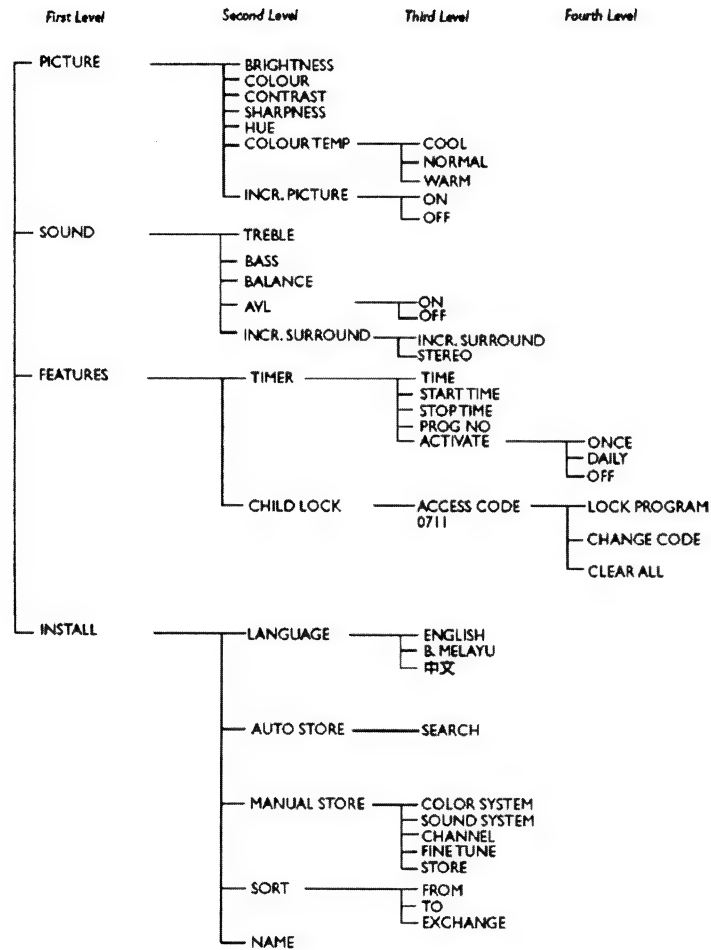 First Level Second Level Third Level Fourth Level
PICTURE BRIGHTNESS
COLOUR
CONTRAST
SHARPNESS
HUE
COLOUR TEMP COOL
NORMAL
WARM
INCR. PICTURE ON
OFF
SOUND TREBLE
BASS
BALANCE
AVL ON
OFF
INCR. SURROUND INCR. SURROUND
STEREO
FEATURES TIMER TIME
START TIME
STOP TIME
PROG NO
ACTIVATE ONCE
DAILY
OFF
CHILD LOCK ACCESS CODE LOCK PROGRAM
0711
CHANGE CODE
CLEAR ALL
INSTALL LANGUAGE ENGLISH
B. MELAYU
中文
AUTO STORE SEARCH
MANUAL STORE COLOR SYSTEM
SOUND SYSTEM
CHANNEL
FINE TUNE
STORE
SORT FROM
TO
EXCHANGE
NAME